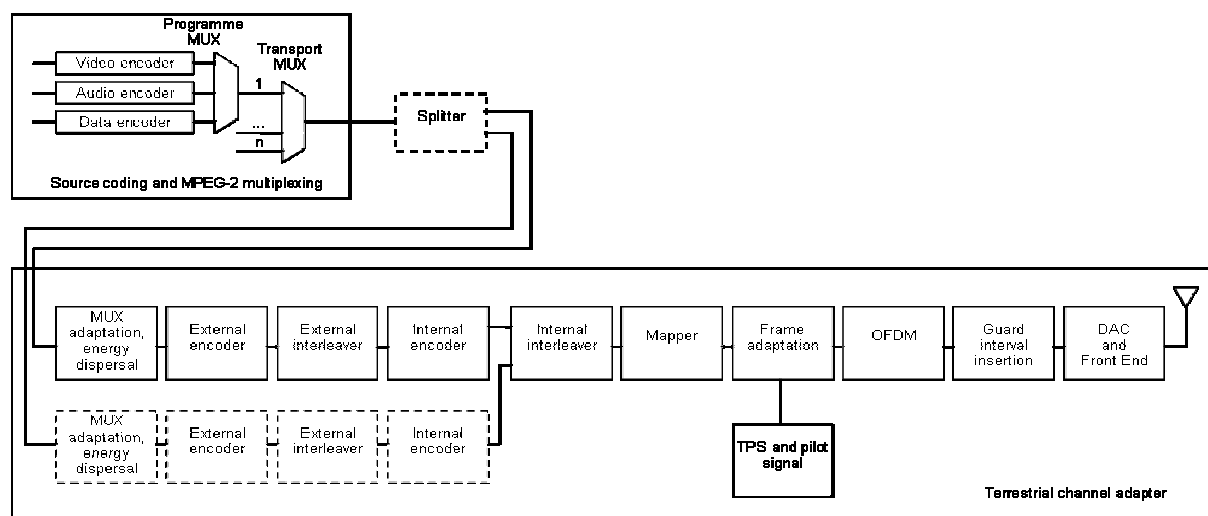 Programme
MUX
Transport
MUX
Video encoder
Audio encoder
Data encoder
1
...
n
Splitter
Source coding and MPEG-2 multiplexing
MUX
adaptation,
energy
dispersal
External
encoder
External
interleaver
Internal
encoder
Internal
interleaver
Mapper
Frame
adaptation
OFDM
Guard
interval
insertion
DAC
and
Front End
MUX
adaptation,
energy
dispersal
External
encoder
External
interleaver
Internal
encoder
TPS and pilot
signal
Terrestrial channel adapter